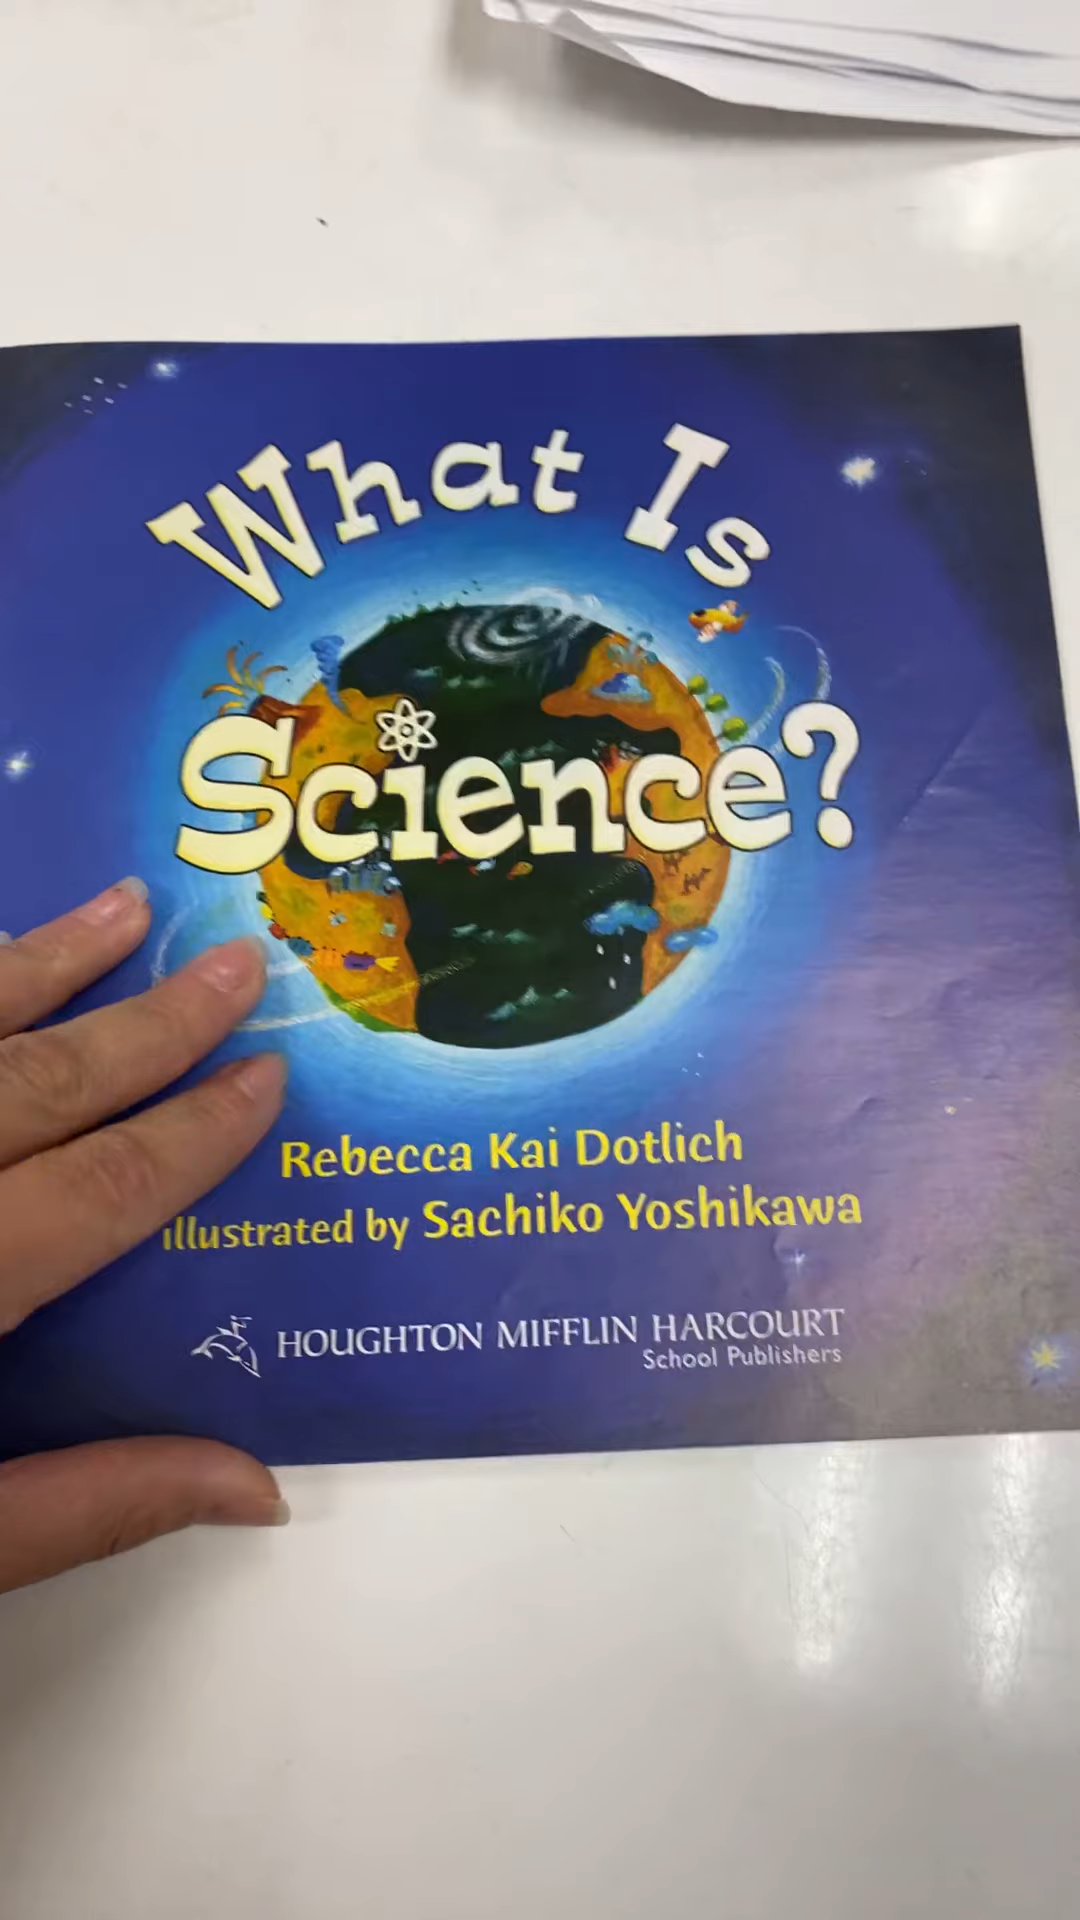 What Is
Science?
Rebecca Kai Dotlich
illustrated by Sachiko Yoshikawa
HOUGHTON MIFFLIN HARCOURT
School Publishers